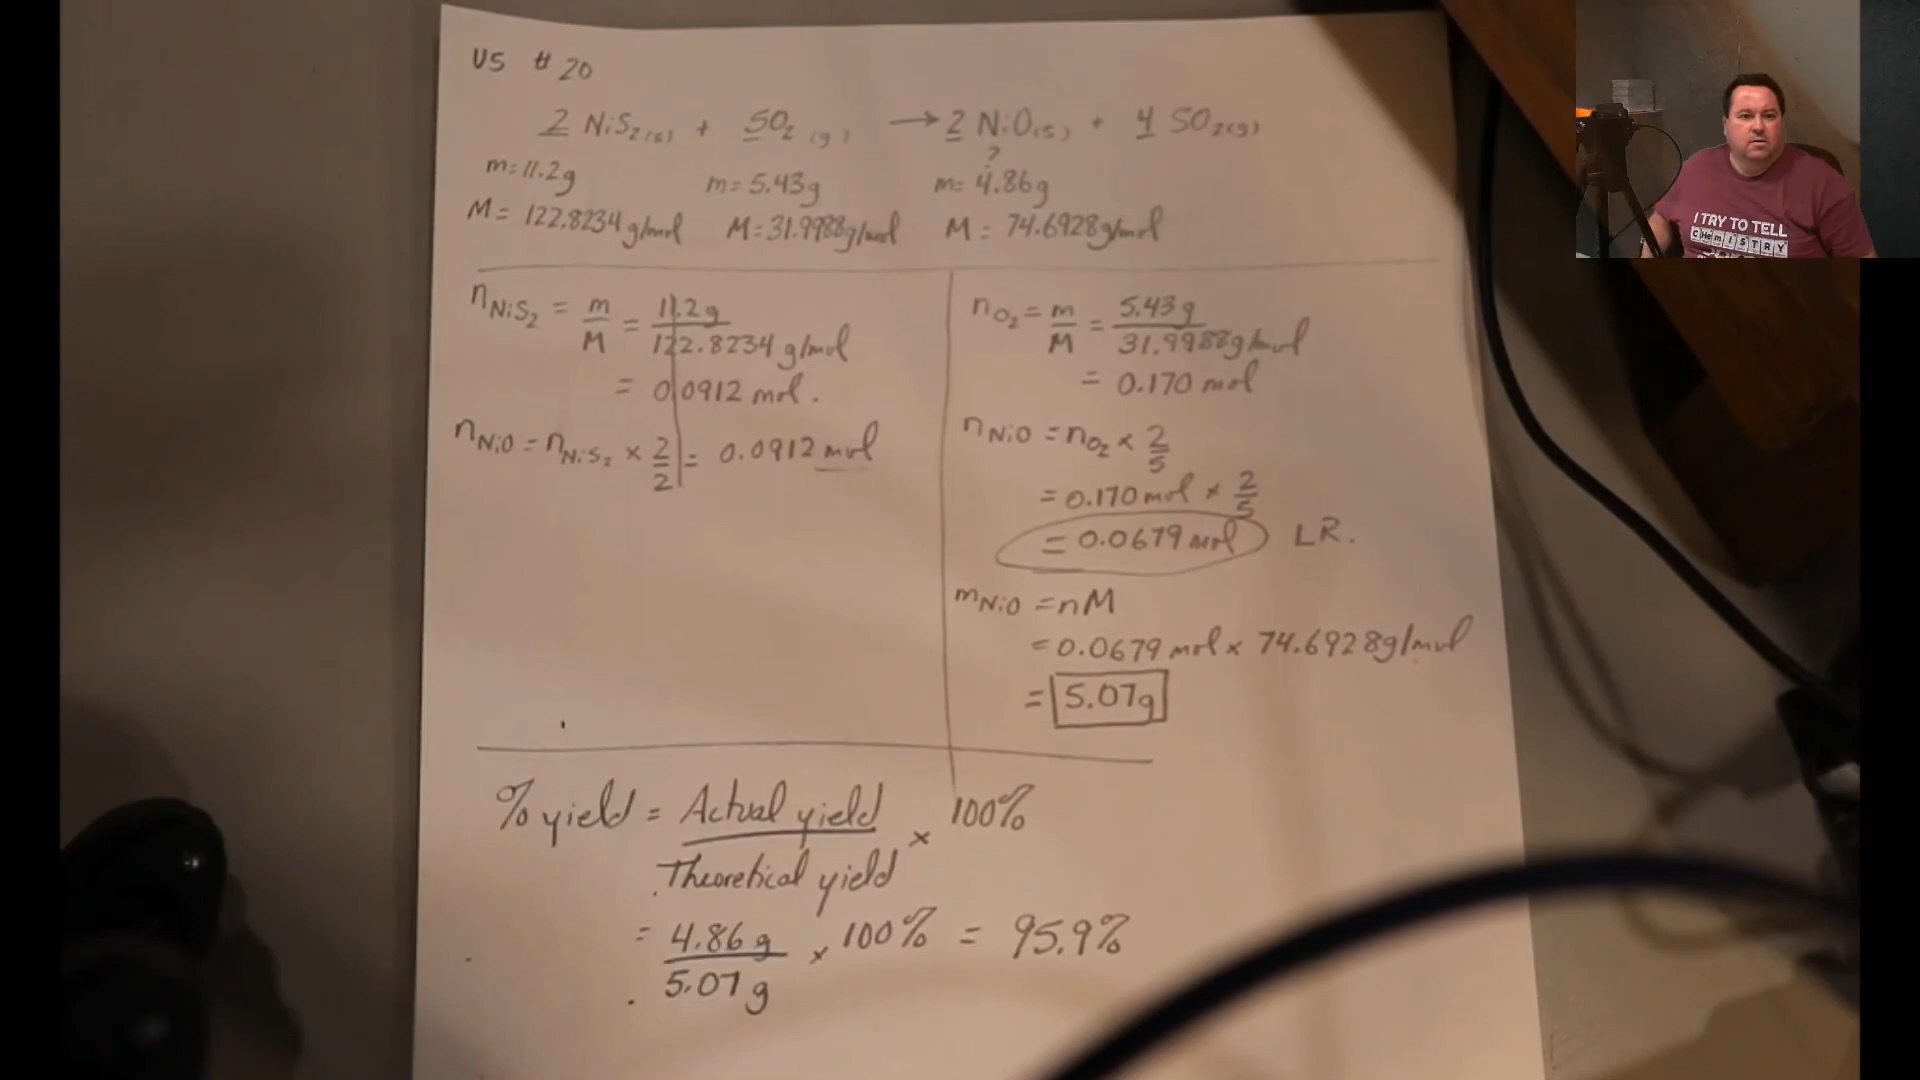 U5 #20
2 NiS2(s) + 5O2(g) → 2 NiO(s) + 4 SO2(g)
?
m=11.2g m=5.43g m=4.86g
M=122.8234g/mol M=31.9988g/mol M=74.6928g/mol
nNiS2 = m/M = 11.2g/122.8234 g/mol
= 0.0912 mol.
nNiO = nNiS2 × 2/2 = 0.0912 mol
nO2 = m/M = 5.43g/31.9988g/mol
= 0.170 mol
nNiO = nO2 × 2/5
= 0.170 mol × 2/5
= 0.0679 mol LR.
mNiO = nM
= 0.0679 mol × 74.6928g/mol
= 5.07g
% yield = Actual yield/Theoretical yield × 100%
= 4.86g/5.07g × 100% = 95.9%
I TRY TO TELL
CHEmISTRY